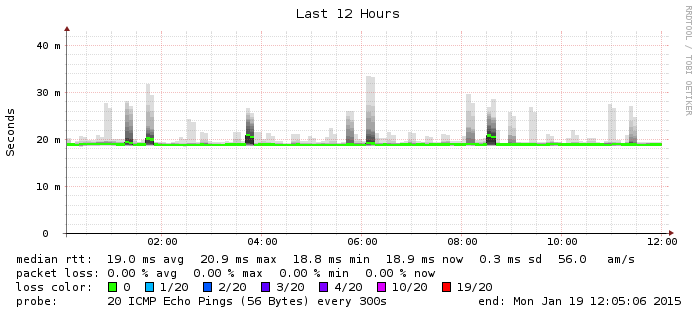 Last 12 Hours
RRDTOOL / TOBI OETIKER
Seconds
40 m
30 m
20 m
10 m
0
02:00 04:00 06:00 08:00 10:00 12:00
median rtt: 19.0 ms avg 20.9 ms max 18.8 ms min 18.9 ms now 0.3 ms sd 56.0 am/s
packet loss: 0.00 % avg 0.00 % max 0.00 % min 0.00 % now
loss color: 0 1/20 2/20 3/20 4/20 10/20 19/20
probe: 20 ICMP Echo Pings (56 Bytes) every 300s end: Mon Jan 19 12:05:06 2015